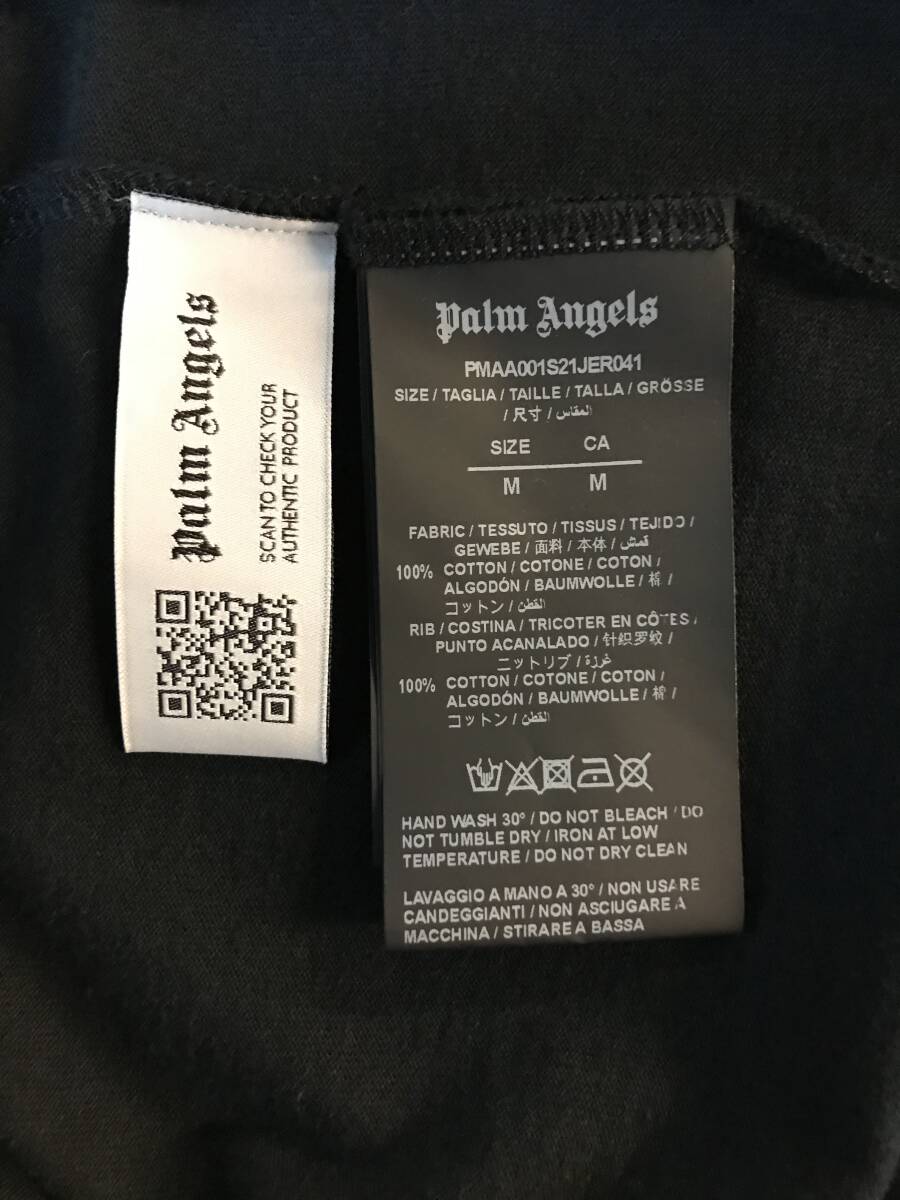 Palm Angels
SCAN TO CHECK YOUR
AUTHENTIC PRODUCT
Palm Angels
PMAA001S21JER041
SIZE / TAGLIA / TAILLE / TALLA / GRÖSSE
/ 尺寸 / المقاس
SIZE CA
M M
FABRIC / TESSUTO / TISSUS / TEJIDO /
GEWEBE / 面料 / 本体 / قماش
100% COTTON / COTONE / COTON /
ALGODÓN / BAUMWOLLE / 棉 /
コットン / القطن
RIB / COSTINA / TRICOTER EN CÔTES /
PUNTO ACANALADO / 针织罗纹 /
ニットリブ / غرزة
100% COTTON / COTONE / COTON /
ALGODÓN / BAUMWOLLE / 棉 /
コットン / القطن
HAND WASH 30° / DO NOT BLEACH / DO
NOT TUMBLE DRY / IRON AT LOW
TEMPERATURE / DO NOT DRY CLEAN
LAVAGGIO A MANO A 30° / NON USARE
CANDEGGIANTI / NON ASCIUGARE A
MACCHINA / STIRARE A BASSA